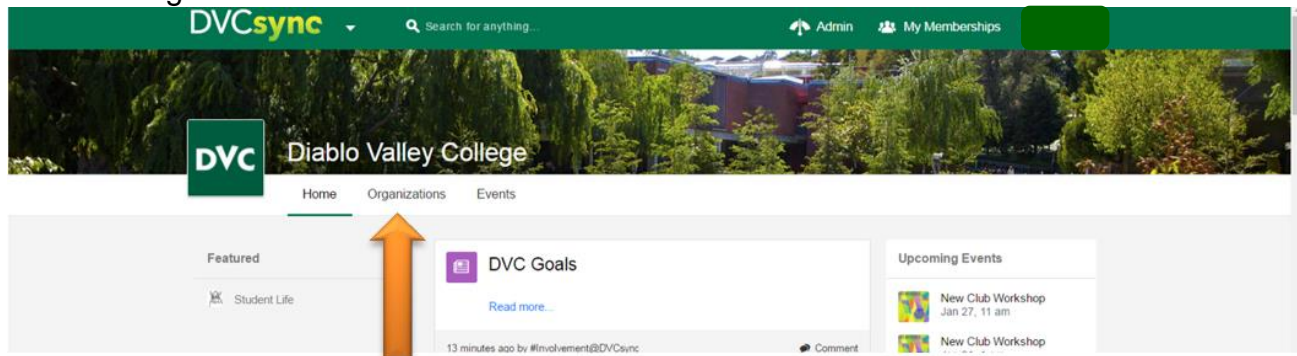 DVCsync
Search for anything...
Admin
My Memberships
DVC
Diablo Valley College
Home
Organizations
Events
Featured
Student Life
DVC Goals
Read more...
13 minutes ago by #Involvement@DVCsync
Comment
Upcoming Events
New Club Workshop
Jan 27, 11 am
New Club Workshop